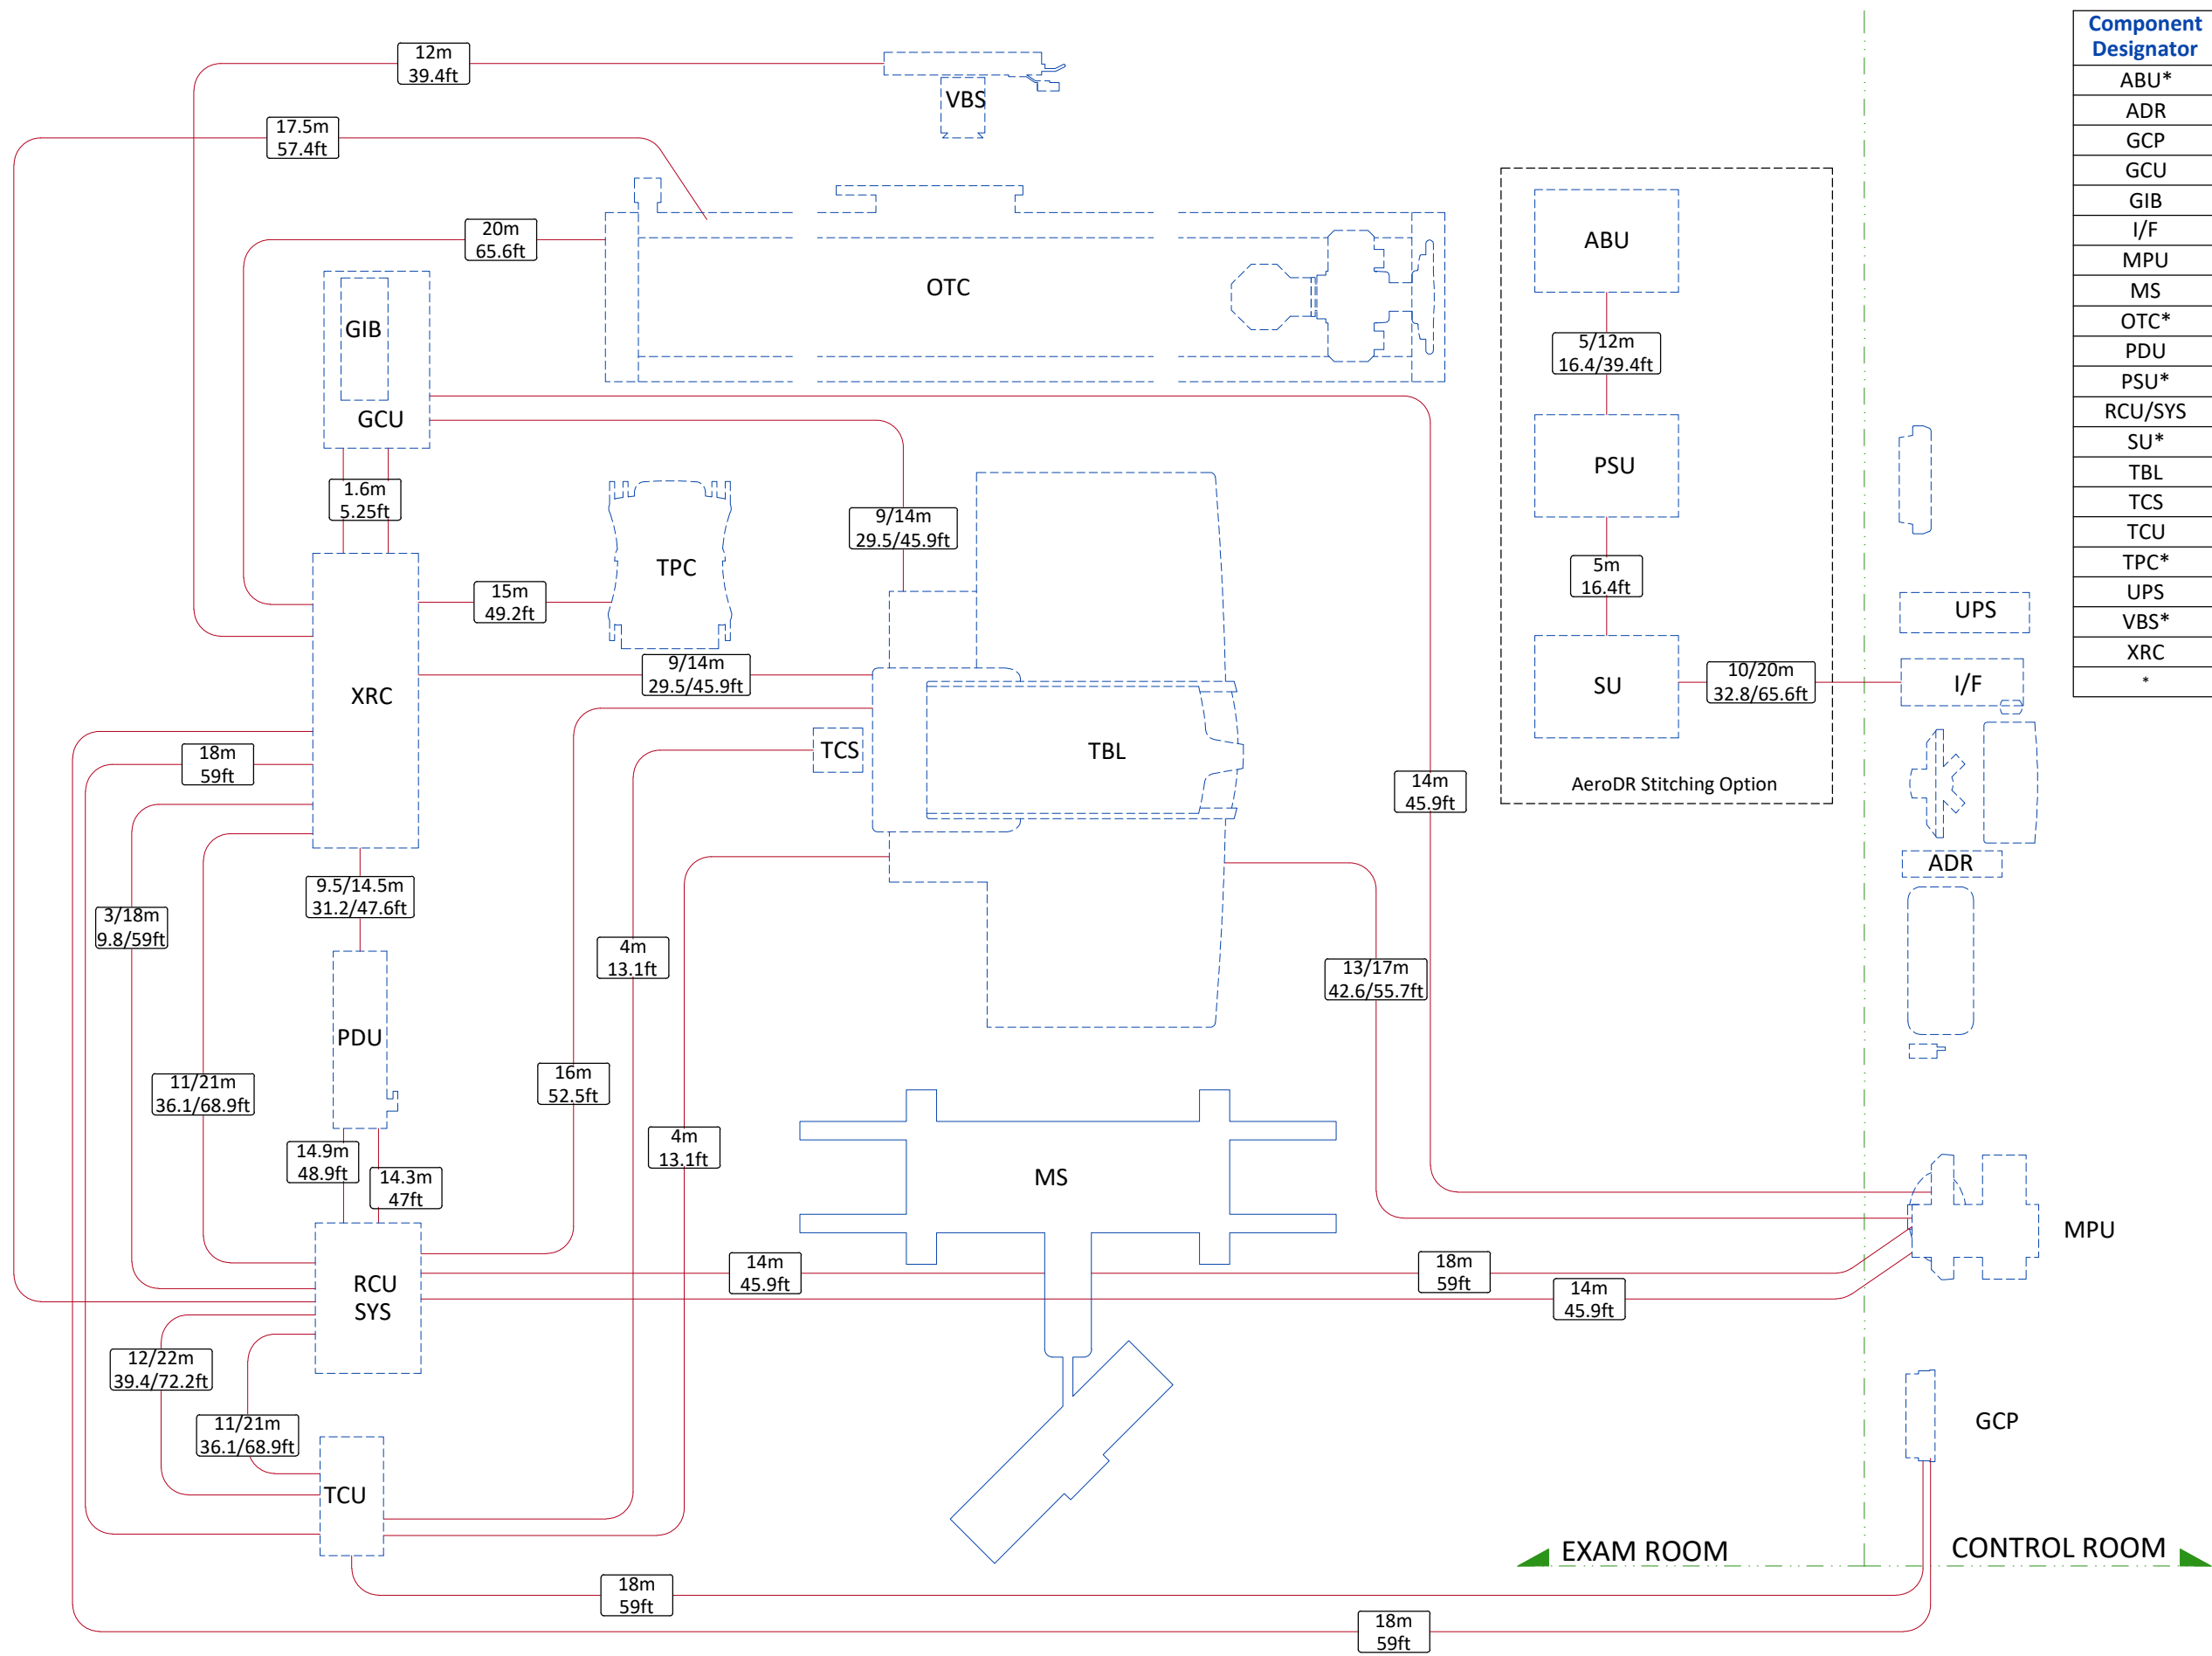 12m
39.4ft
VBS
17.5m
57.4ft
20m
65.6ft
OTC
GIB
GCU
1.6m
5.25ft
9/14m
29.5/45.9ft
TPC
15m
49.2ft
9/14m
29.5/45.9ft
XRC
TCS
TBL
18m
59ft
3/18m
9.8/59ft
9.5/14.5m
31.2/47.6ft
4m
13.1ft
PDU
11/21m
36.1/68.9ft
16m
52.5ft
4m
13.1ft
14.9m
48.9ft
14.3m
47ft
MS
RCU
SYS
14m
45.9ft
18m
59ft
14m
45.9ft
12/22m
39.4/72.2ft
11/21m
36.1/68.9ft
TCU
18m
59ft
18m
59ft
14m
45.9ft
13/17m
42.6/55.7ft
ABU
5/12m
16.4/39.4ft
PSU
5m
16.4ft
SU
10/20m
32.8/65.6ft
AeroDR Stitching Option
UPS
I/F
ADR
MPU
GCP
EXAM ROOM
CONTROL ROOM
Component
Designator
ABU*
ADR
GCP
GCU
GIB
I/F
MPU
MS
OTC*
PDU
PSU*
RCU/SYS
SU*
TBL
TCS
TCU
TPC*
UPS
VBS*
XRC
*